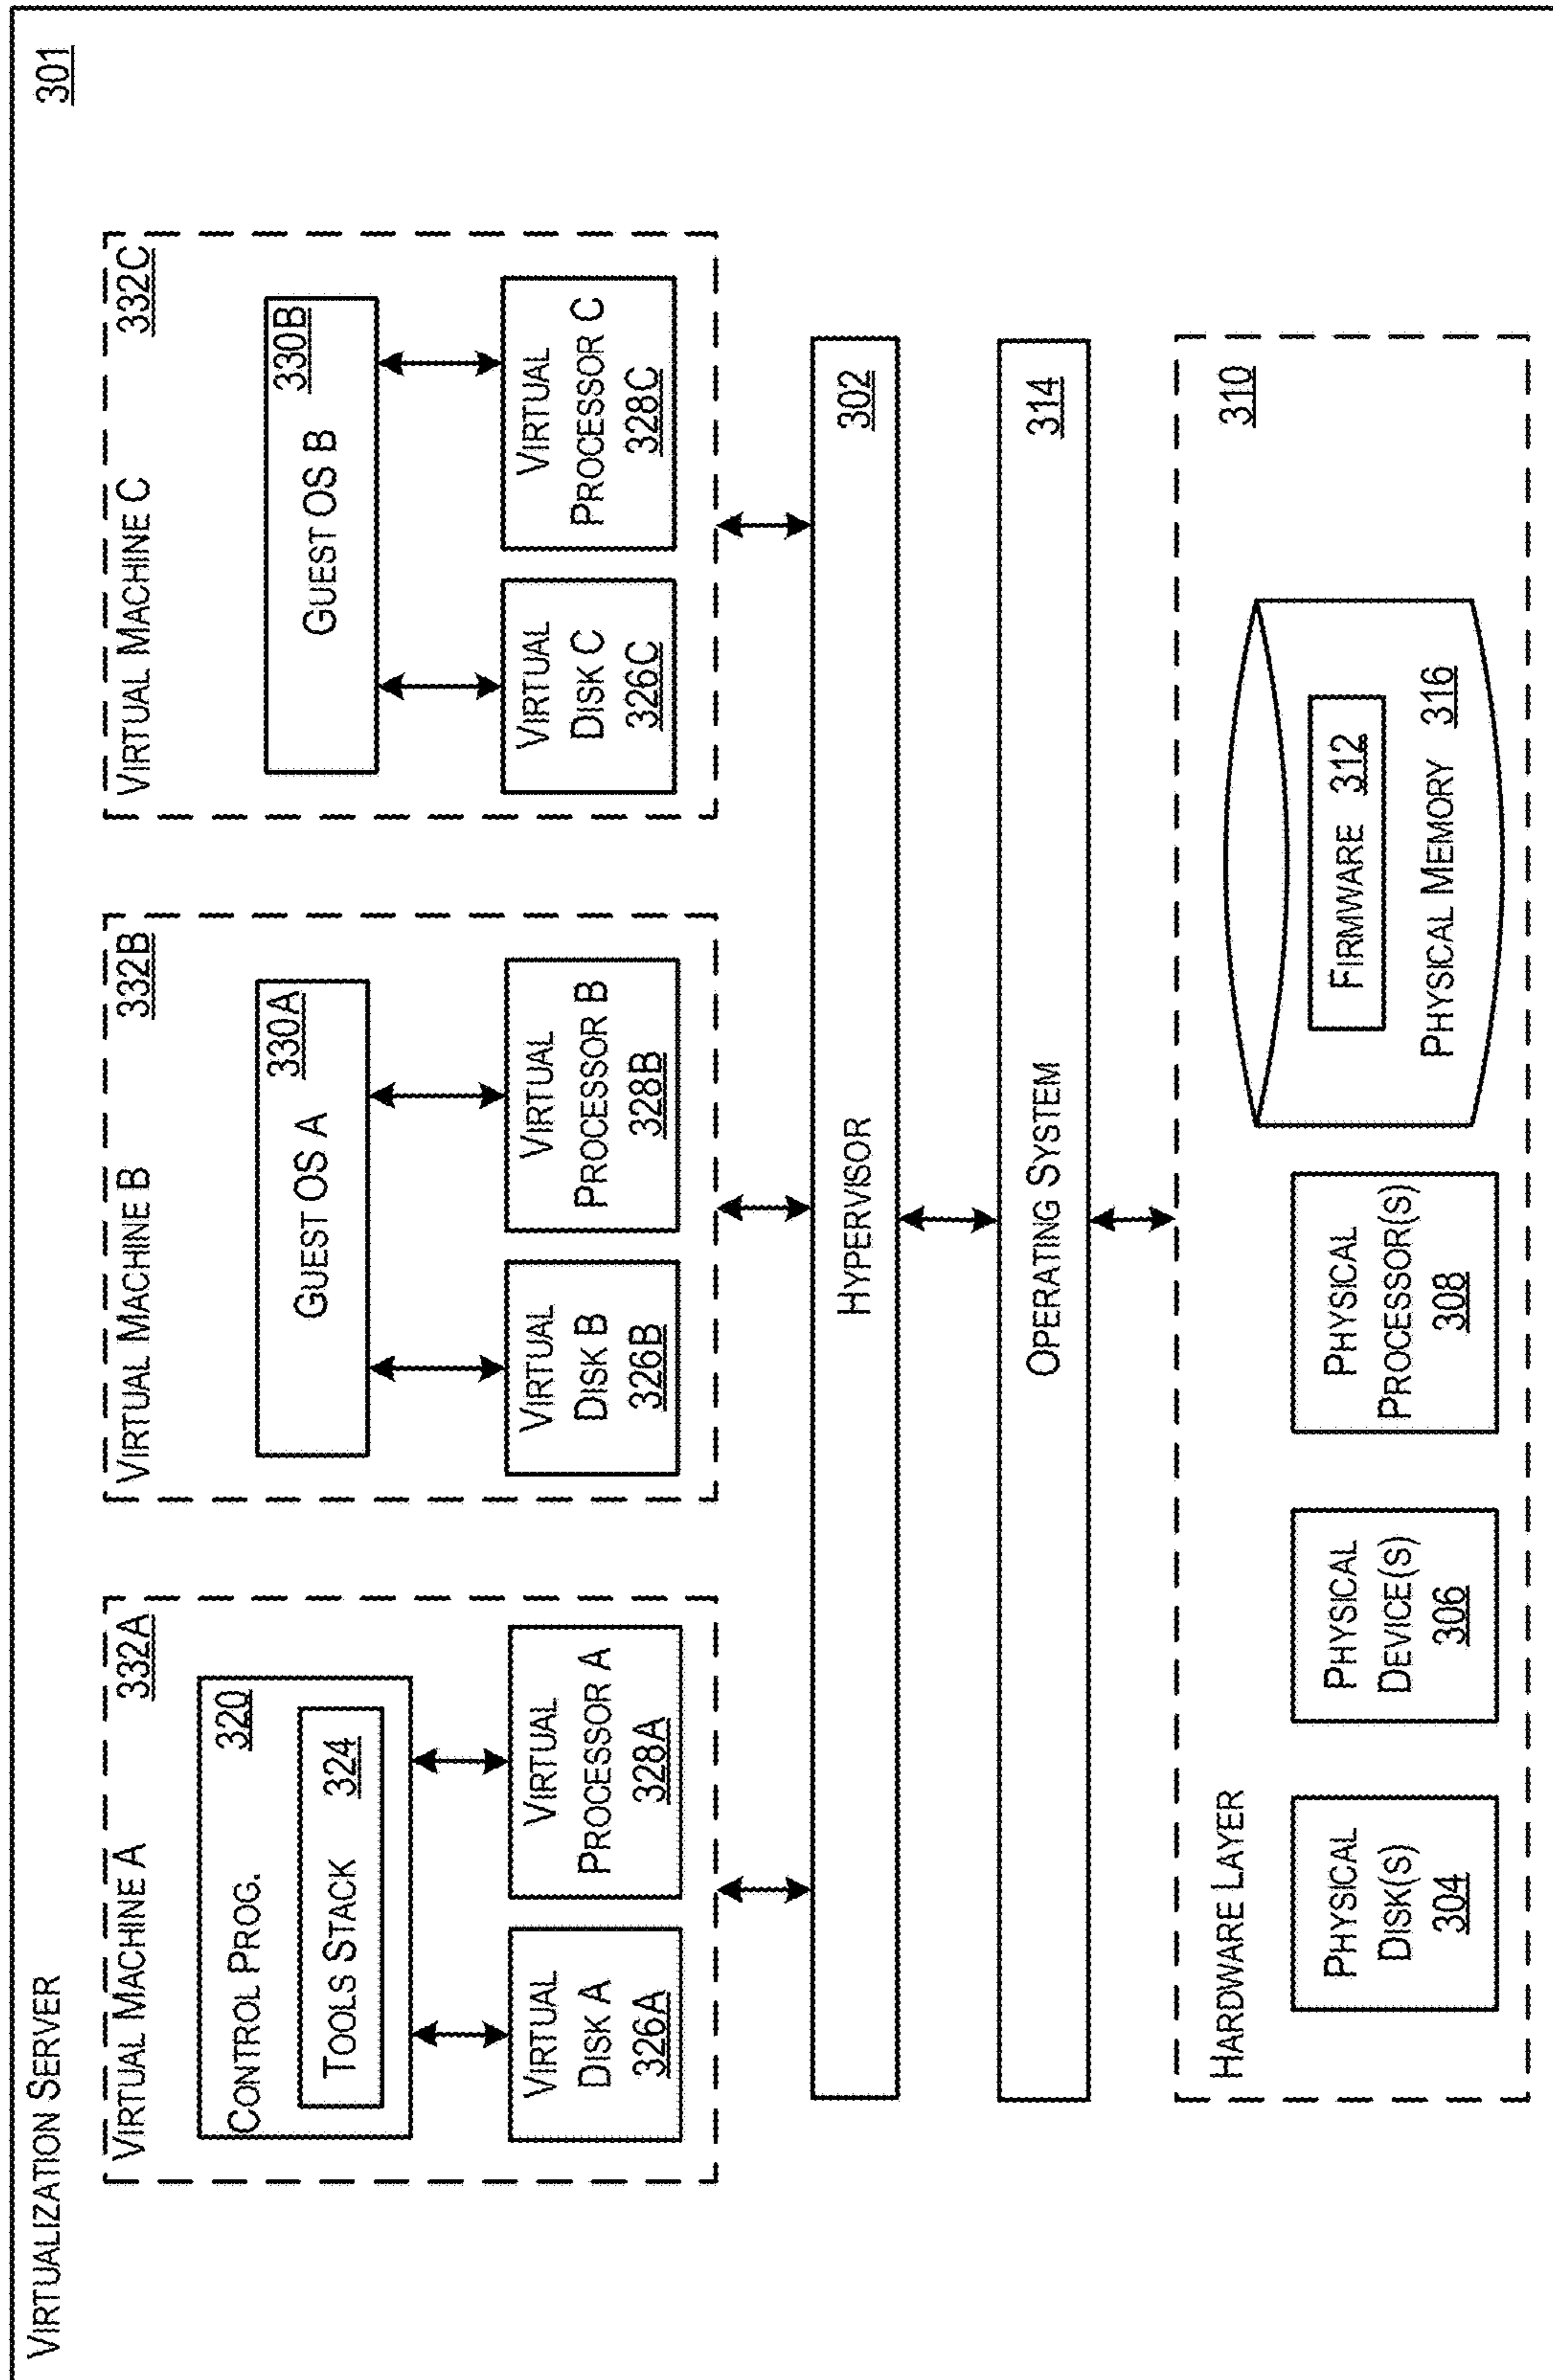 VIRTUALIZATION SERVER
301
VIRTUAL MACHINE A
332A
CONTROL PROG.
320
TOOLS STACK 324
VIRTUAL
DISK A
326A
VIRTUAL
PROCESSOR A
328A
VIRTUAL MACHINE B
332B
330A
GUEST OS A
VIRTUAL
DISK B
326B
VIRTUAL
PROCESSOR B
328B
VIRTUAL MACHINE C
332C
330B
GUEST OS B
VIRTUAL
DISK C
326C
VIRTUAL
PROCESSOR C
328C
HYPERVISOR
302
OPERATING SYSTEM
314
HARDWARE LAYER
310
PHYSICAL
DISK(S)
304
PHYSICAL
DEVICE(S)
306
PHYSICAL
PROCESSOR(S)
308
FIRMWARE 312
PHYSICAL MEMORY 316